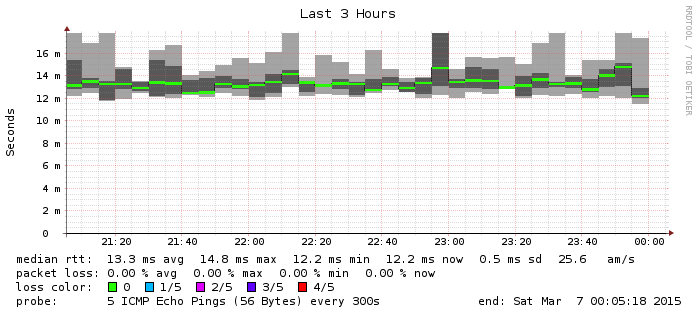 Last 3 Hours
RRDTOOL / TOBI OETIKER
Seconds
16 m
14 m
12 m
10 m
8 m
6 m
4 m
2 m
0
21:20 21:40 22:00 22:20 22:40 23:00 23:20 23:40 00:00
median rtt: 13.3 ms avg 14.8 ms max 12.2 ms min 12.2 ms now 0.5 ms sd 25.6 am/s
packet loss: 0.00 % avg 0.00 % max 0.00 % min 0.00 % now
loss color: 0 1/5 2/5 3/5 4/5
probe: 5 ICMP Echo Pings (56 Bytes) every 300s end: Sat Mar 7 00:05:18 2015